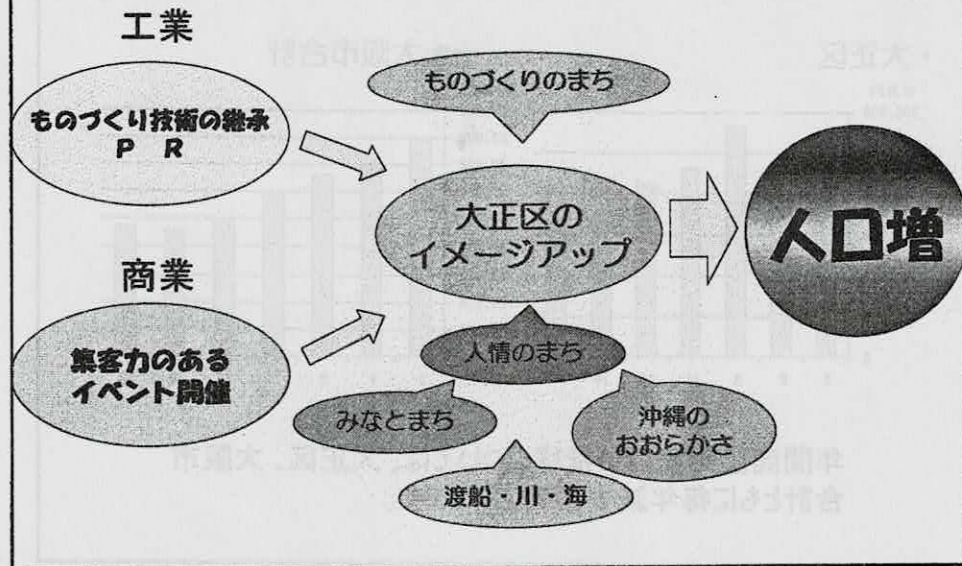 工業
ものづくり技術の継承
P R
商業
集客力のある
イベント開催
ものづくりのまち
大正区の
イメージアップ
人情のまち
みなとまち
沖縄の
おおらかさ
渡船・川・海
人口増